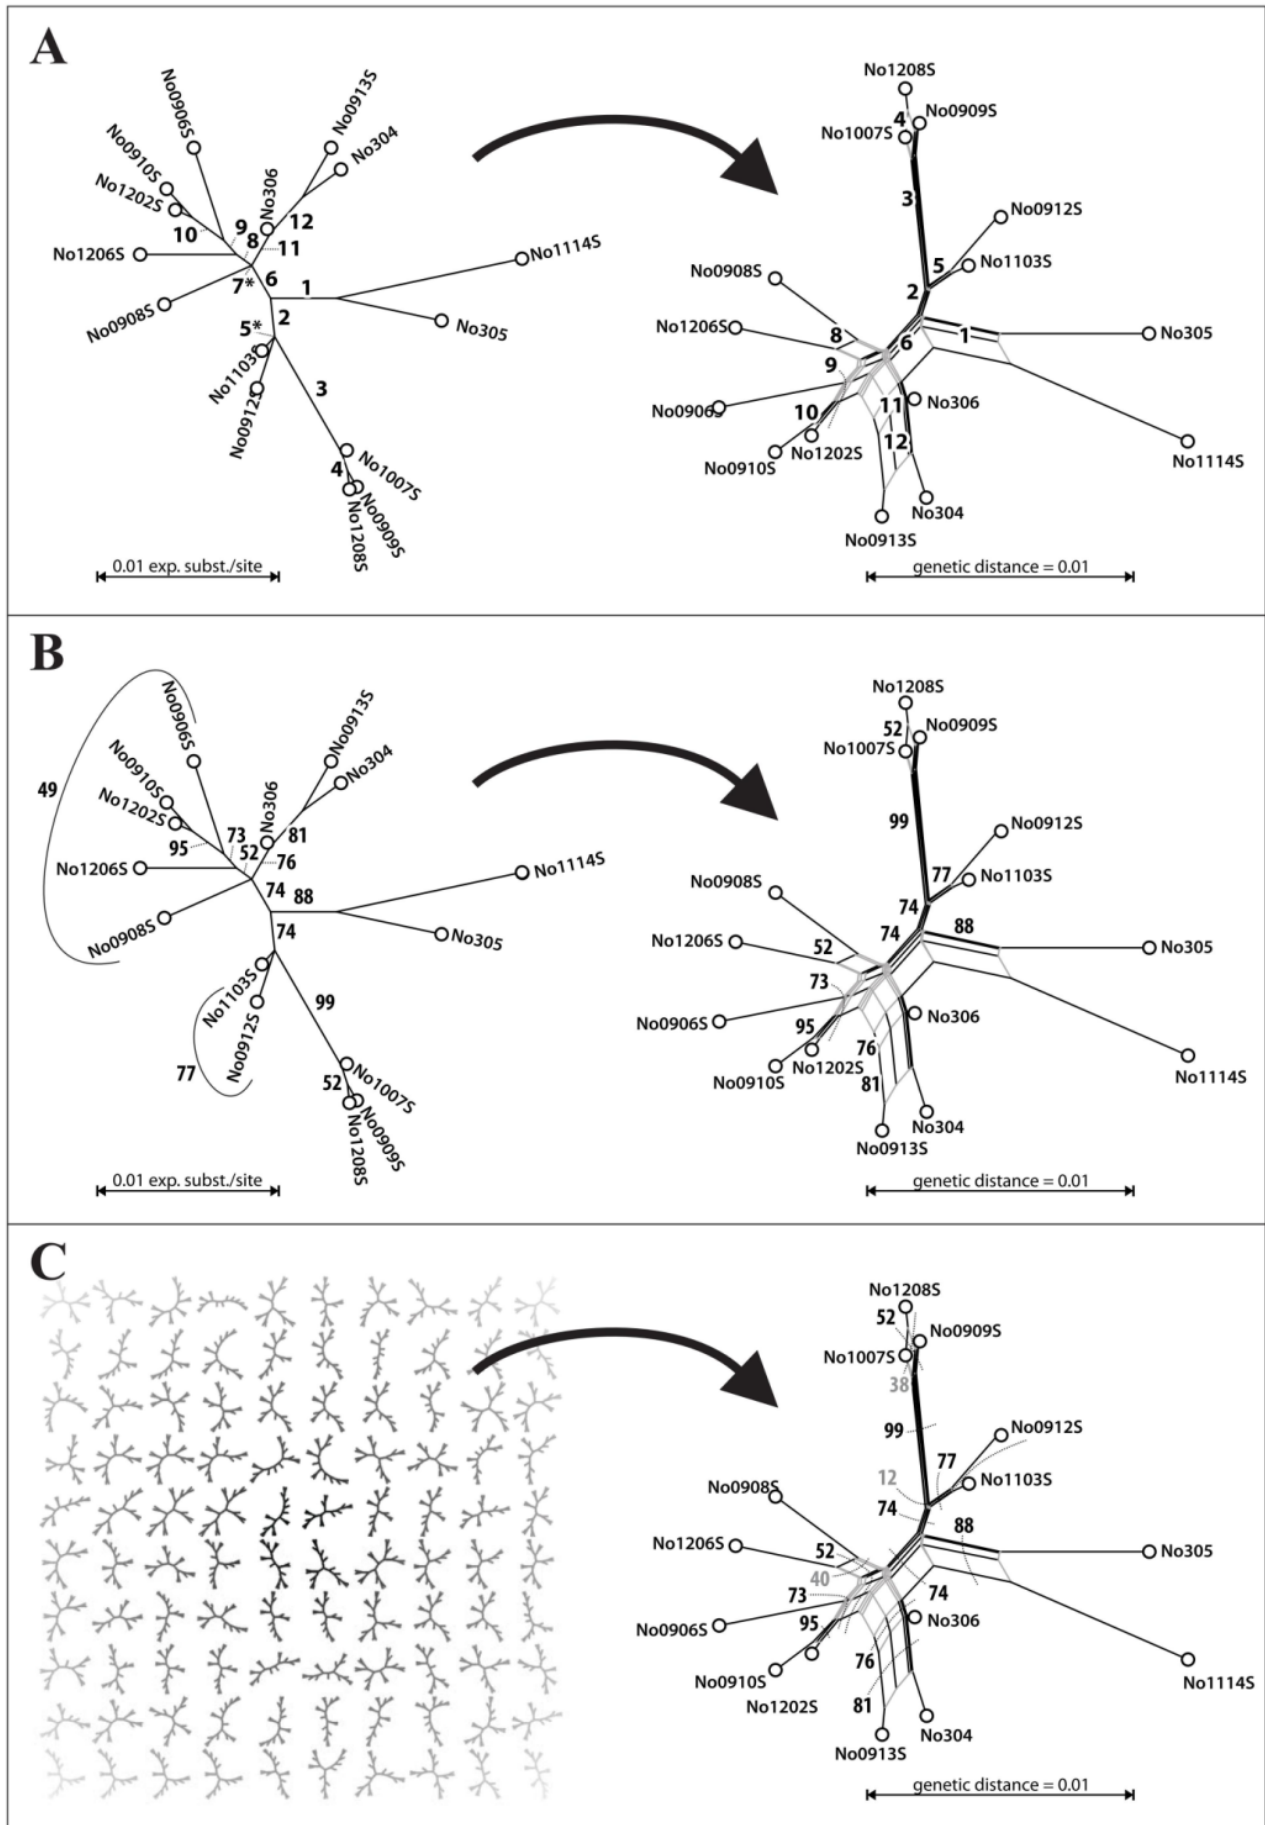 A
No0906S
No0913S
No0910S
No304
No1202S
No306
9
12
10
8
11
No1206S
No1114S
7*
6
1
No0908S
2
No305
5*
No1103S
3
No0912S
4
No1007S
No0909S
No1208S
0.01 exp. subst./site
No1208S
4
No0909S
No1007S
3
No0912S
5
No1103S
No0908S
2
No1206S
8
6
1
No305
9
No0906S
10
11
No306
12
No1202S
No0910S
No1114S
No304
No0913S
genetic distance = 0.01
B
No0906S
No0913S
No0910S
No304
49
No1202S
No306
73
81
95
52
76
No1206S
No1114S
74
88
No0908S
74
No305
No1103S
99
No0912S
77
52
No1007S
No0909S
No1208S
0.01 exp. subst./site
No1208S
52
No0909S
No1007S
99
No0912S
77
No1103S
No0908S
74
No1206S
74
88
No305
52
73
No0906S
95
No306
76
No1202S
No0910S
81
No1114S
No304
No0913S
genetic distance = 0.01
C
No1208S
52
No0909S
No1007S
38
99
No0912S
77
12
No1103S
No0908S
74
88
No1206S
52
No305
40
74
73
No0906S
95
No306
76
No0910S
No1202S
81
No1114S
No304
No0913S
genetic distance = 0.01